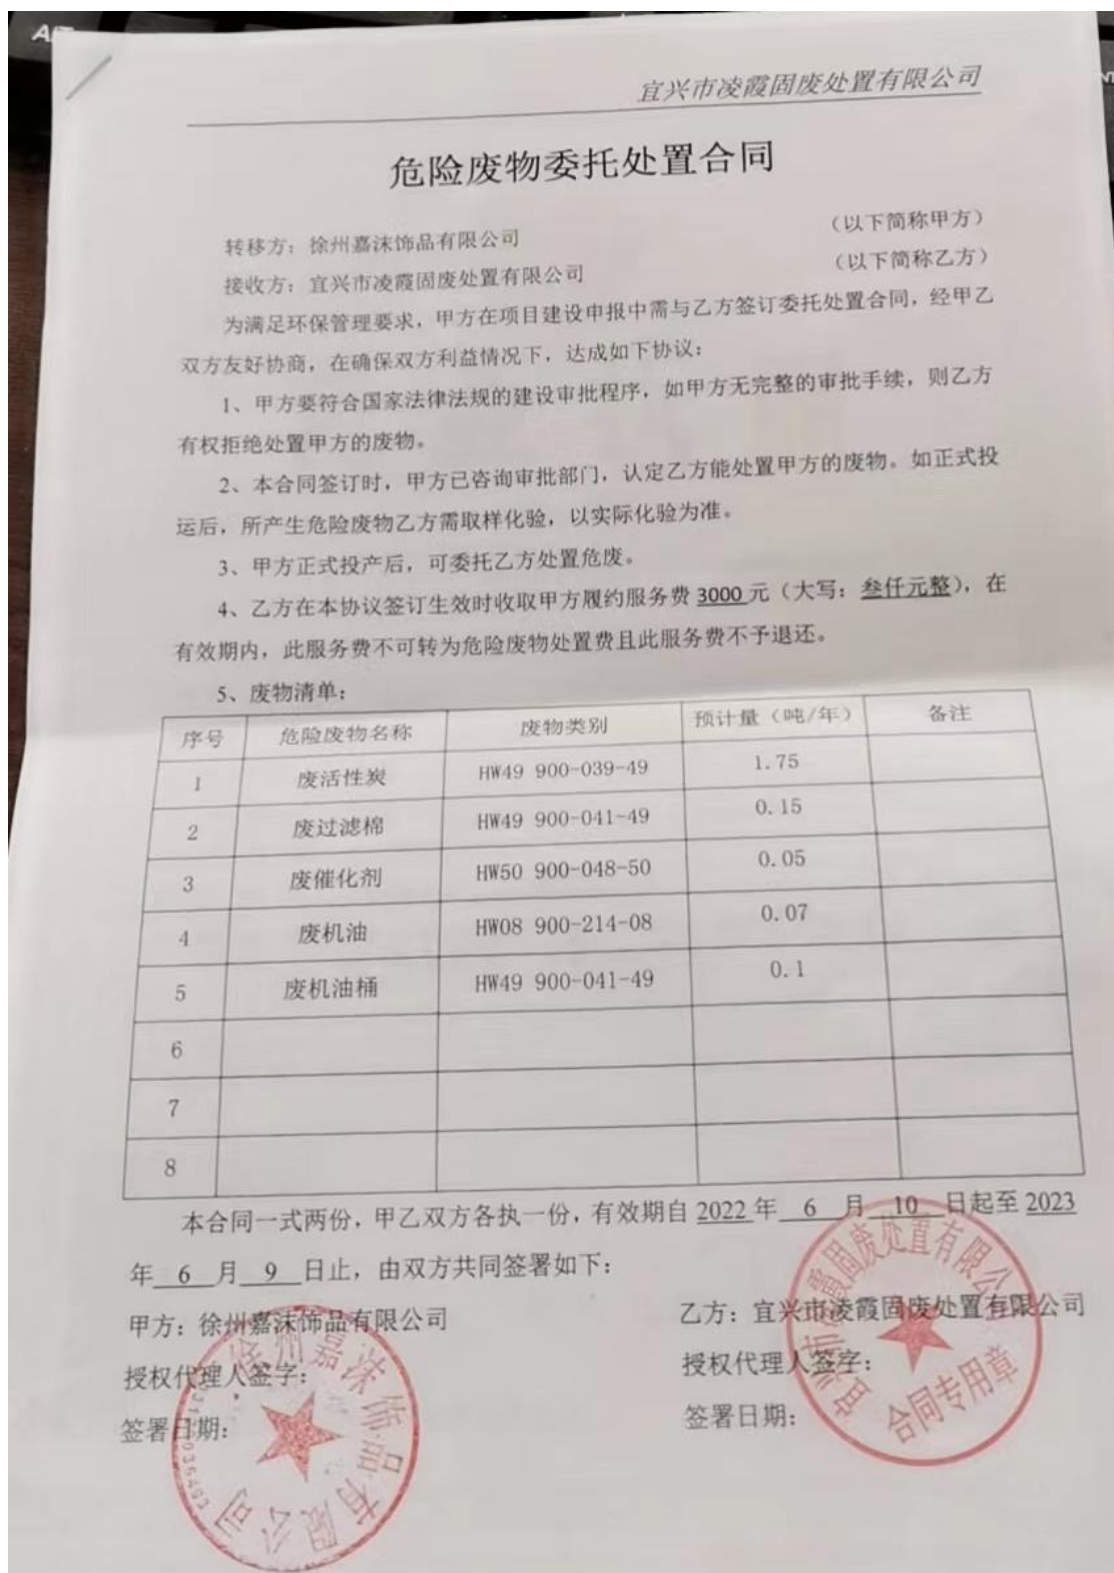 宜兴市凌霞固废处置有限公司
危险废物委托处置合同
转移方：徐州嘉沫饰品有限公司 （以下简称甲方）
接收方：宜兴市凌霞固废处置有限公司 （以下简称乙方）
为满足环保管理要求，甲方在项目建设申报中需与乙方签订委托处置合同，经甲乙
双方友好协商，在确保双方利益情况下，达成如下协议：
1、甲方要符合国家法律法规的建设审批程序，如甲方无完整的审批手续，则乙方
有权拒绝处置甲方的废物。
2、本合同签订时，甲方已咨询审批部门，认定乙方能处置甲方的废物。如正式投
运后，所产生危险废物乙方需取样化验，以实际化验为准。
3、甲方正式投产后，可委托乙方处置危废。
4、乙方在本协议签订生效时收取甲方履约服务费 3000 元（大写：叁仟元整），在
有效期内，此服务费不可转为危险废物处置费且此服务费不予退还。
5、废物清单：
序号 危险废物名称 废物类别 预计量（吨/年） 备注
1 废活性炭 HW49 900-039-49 1.75
2 废过滤棉 HW49 900-041-49 0.15
3 废催化剂 HW50 900-048-50 0.05
4 废机油 HW08 900-214-08 0.07
5 废机油桶 HW49 900-041-49 0.1
6
7
8
本合同一式两份，甲乙双方各执一份，有效期自 2022 年 6 月 10 日起至 2023
年 6 月 9 日止，由双方共同签署如下：
甲方：徐州嘉沫饰品有限公司 乙方：宜兴市凌霞固废处置有限公司
授权代理人签字： 授权代理人签字：
签署日期： 签署日期：
徐州嘉沫饰品有限公司
宜兴市凌霞固废处置有限公司
合同专用章